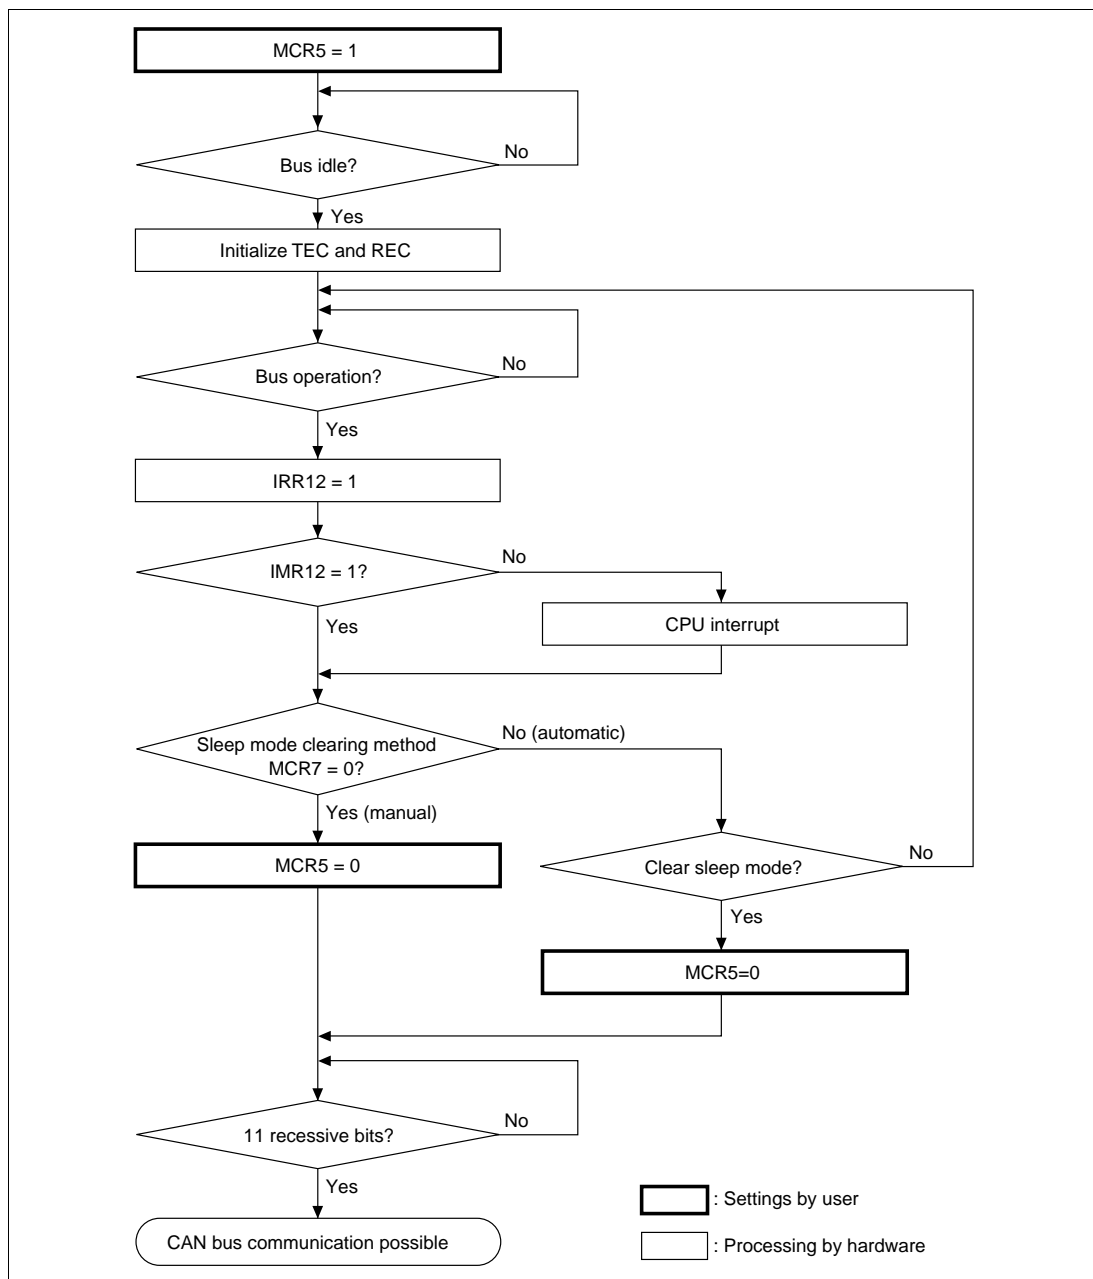 MCR5 = 1
Bus idle?
No
Yes
Initialize TEC and REC
Bus operation?
No
Yes
IRR12 = 1
IMR12 = 1?
No
Yes
CPU interrupt
Sleep mode clearing method
MCR7 = 0?
No (automatic)
Yes (manual)
MCR5 = 0
Clear sleep mode?
No
Yes
MCR5=0
11 recessive bits?
No
Yes
CAN bus communication possible
: Settings by user
: Processing by hardware